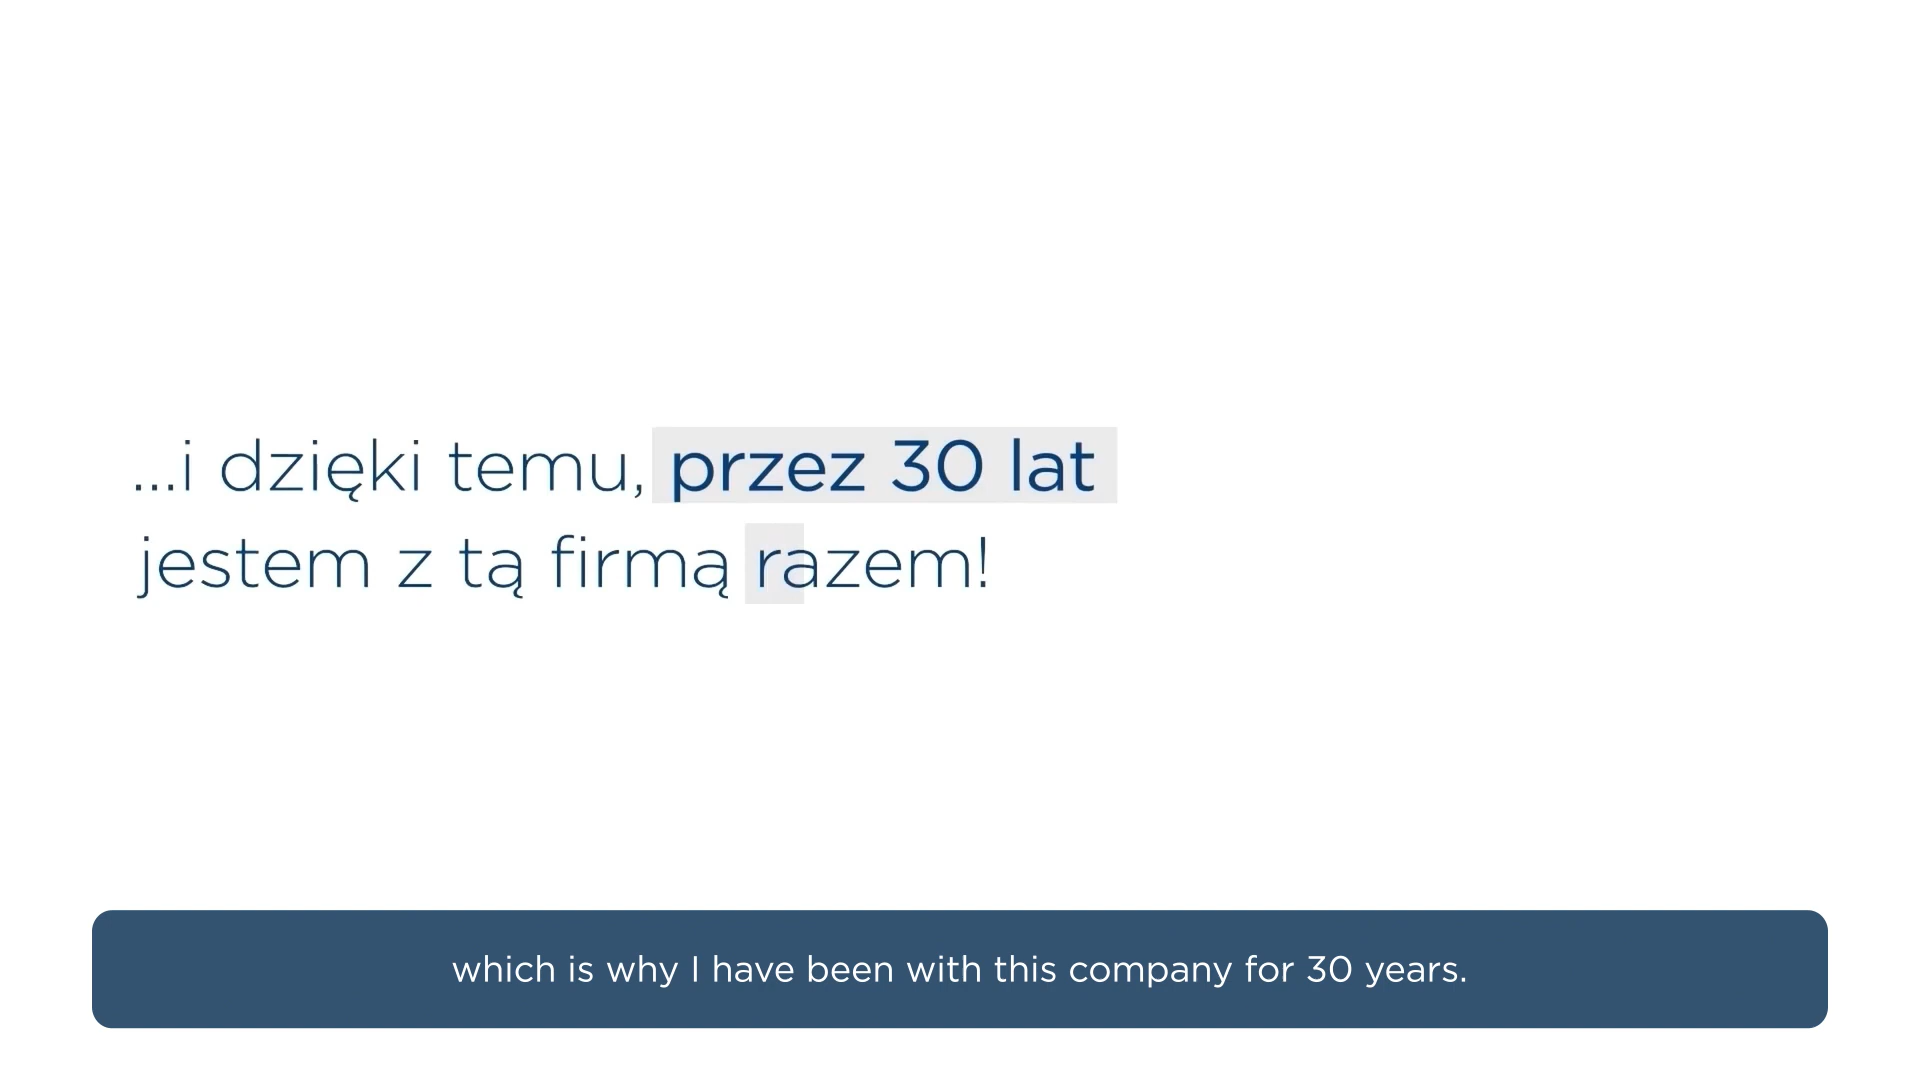 ...i dzięki temu, przez 30 lat
jestem z tą firmą razem!
which is why I have been with this company for 30 years.